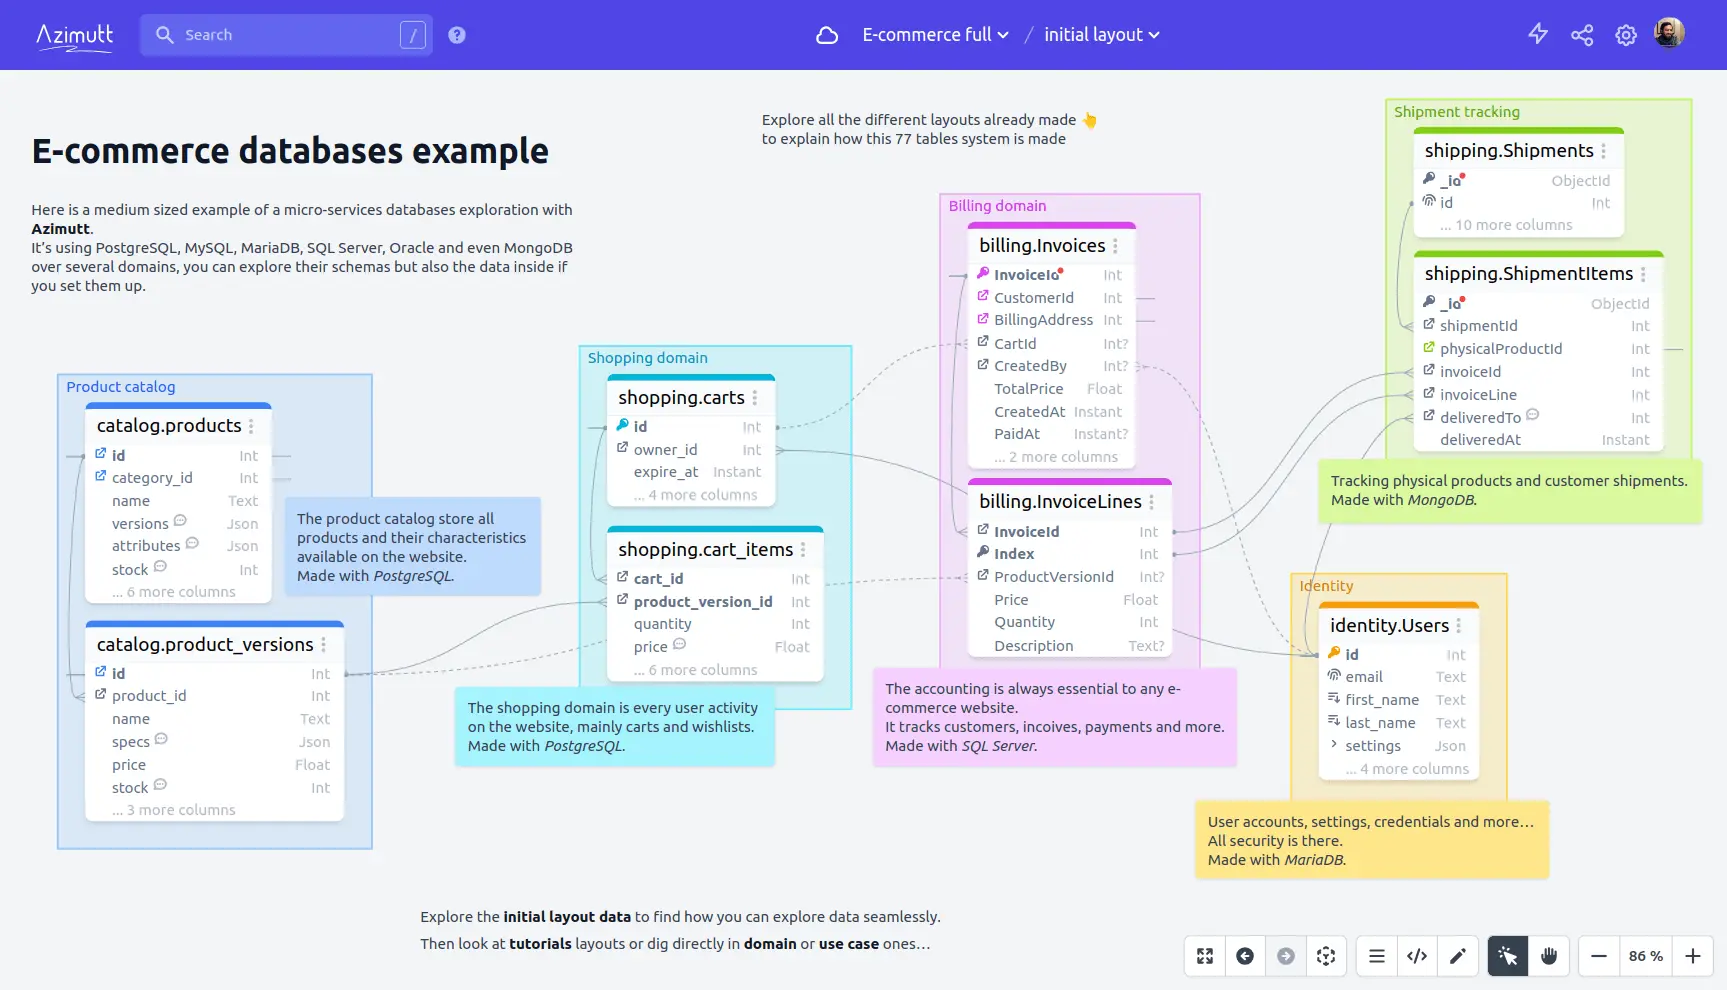 Azimutt
Search
/
?
E-commerce full
/
initial layout
E-commerce databases example
Here is a medium sized example of a micro-services databases exploration with
Azimutt.
It's using PostgreSQL, MySQL, MariaDB, SQL Server, Oracle and even MongoDB
over several domains, you can explore their schemas but also the data inside if
you set them up.
Explore all the different layouts already made 👆
to explain how this 77 tables system is made
Product catalog
catalog.products
id Int
category_id Int
name Text
versions Json
attributes Json
stock Int
... 6 more columns
The product catalog store all
products and their characteristics
available on the website.
Made with PostgreSQL.
catalog.product_versions
id Int
product_id Int
name Text
specs Json
price Float
stock Int
... 3 more columns
Shopping domain
shopping.carts
id Int
owner_id Int
expire_at Instant
... 4 more columns
shopping.cart_items
cart_id Int
product_version_id Int
quantity Int
price Float
... 6 more columns
The shopping domain is every user activity
on the website, mainly carts and wishlists.
Made with PostgreSQL.
Billing domain
billing.Invoices
InvoiceId Int
CustomerId Int
BillingAddress Int
CartId Int?
CreatedBy Int?
TotalPrice Float
CreatedAt Instant
PaidAt Instant?
... 2 more columns
billing.InvoiceLines
InvoiceId Int
Index Int
ProductVersionId Int?
Price Float
Quantity Int
Description Text?
The accounting is always essential to any e-
commerce website.
It tracks customers, incoives, payments and more.
Made with SQL Server.
Shipment tracking
shipping.Shipments
_id ObjectId
id Int
... 10 more columns
shipping.ShipmentItems
_id ObjectId
shipmentId Int
physicalProductId Int
invoiceId Int
invoiceLine Int
deliveredTo Int
deliveredAt Instant
Tracking physical products and customer shipments.
Made with MongoDB.
Identity
identity.Users
id Int
email Text
first_name Text
last_name Text
settings Json
... 4 more columns
User accounts, settings, credentials and more...
All security is there.
Made with MariaDB.
Explore the initial layout data to find how you can explore data seamlessly.
Then look at tutorials layouts or dig directly in domain or use case ones...
86 %